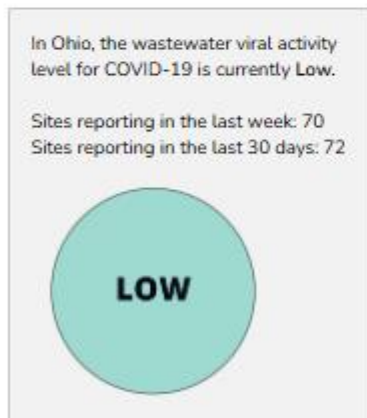 In Ohio, the wastewater viral activity
level for COVID-19 is currently Low.
Sites reporting in the last week: 70
Sites reporting in the last 30 days: 72
LOW